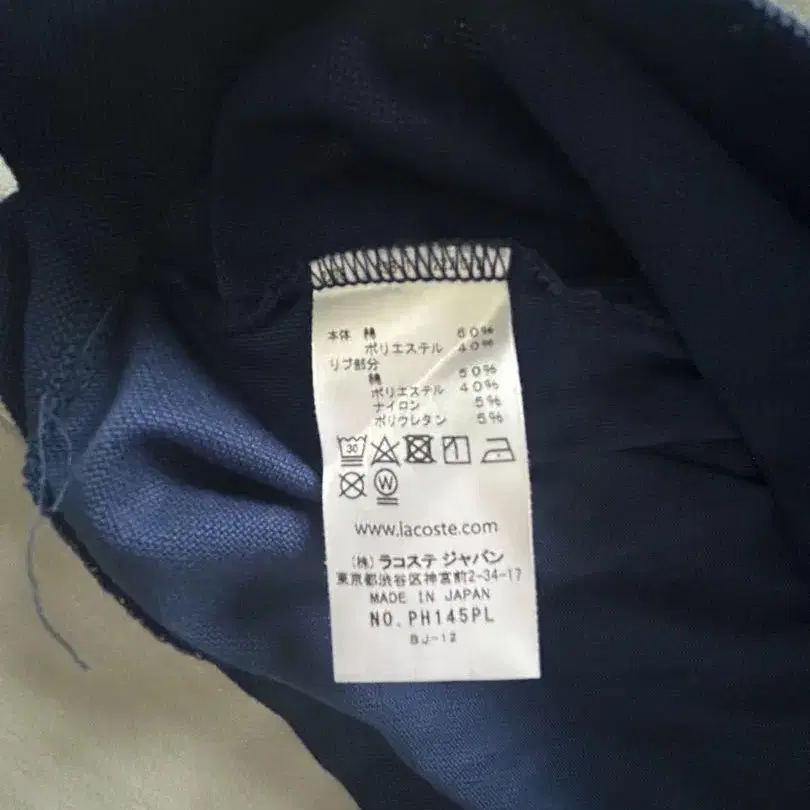 本体 綿 60%
ポリエステル 40%
リブ部分
綿 50%
ポリエステル 40%
ナイロン 5%
ポリウレタン 5%
30
W
www.lacoste.com
(株) ラコステ ジャパン
東京都渋谷区神宮前2-34-17
MADE IN JAPAN
NO. PH145PL
BJ-12